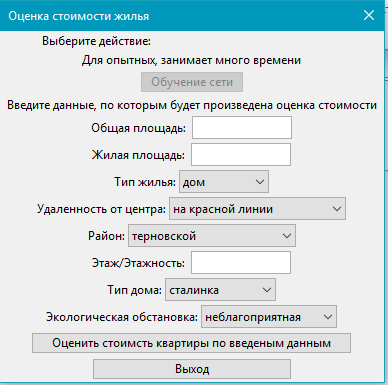 Оценка стоимости жилья
Выберите действие:
Для опытных, занимает много времени
Обучение сети
Введите данные, по которым будет произведена оценка стоимости
Общая площадь:
Жилая площадь:
Тип жилья: дом
Удаленность от центра: на красной линии
Район: терновской
Этаж/Этажность:
Тип дома: сталинка
Экологическая обстановка: неблагоприятная
Оценить стоимсть квартиры по введеным данным
Выход